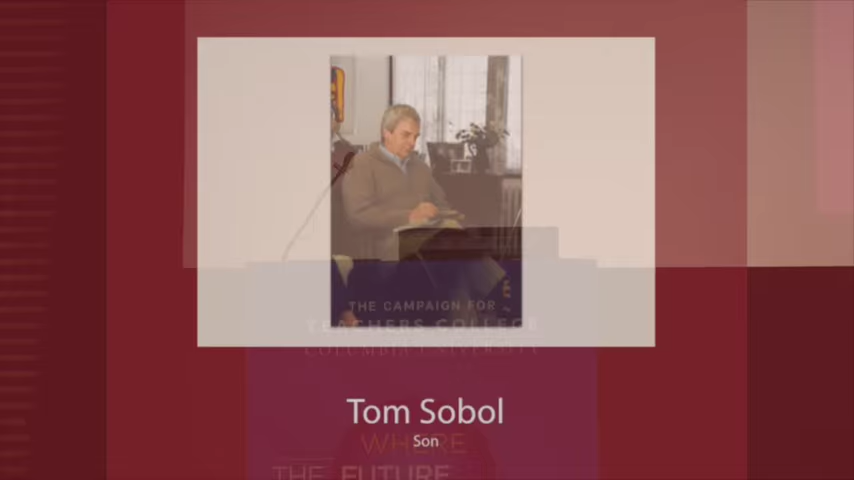 THE CAMPAIGN FOR
TEACHERS COLLEGE
COLUMBIA UNIVERSITY
Tom Sobol
Son
WHERE
THE FUTURE